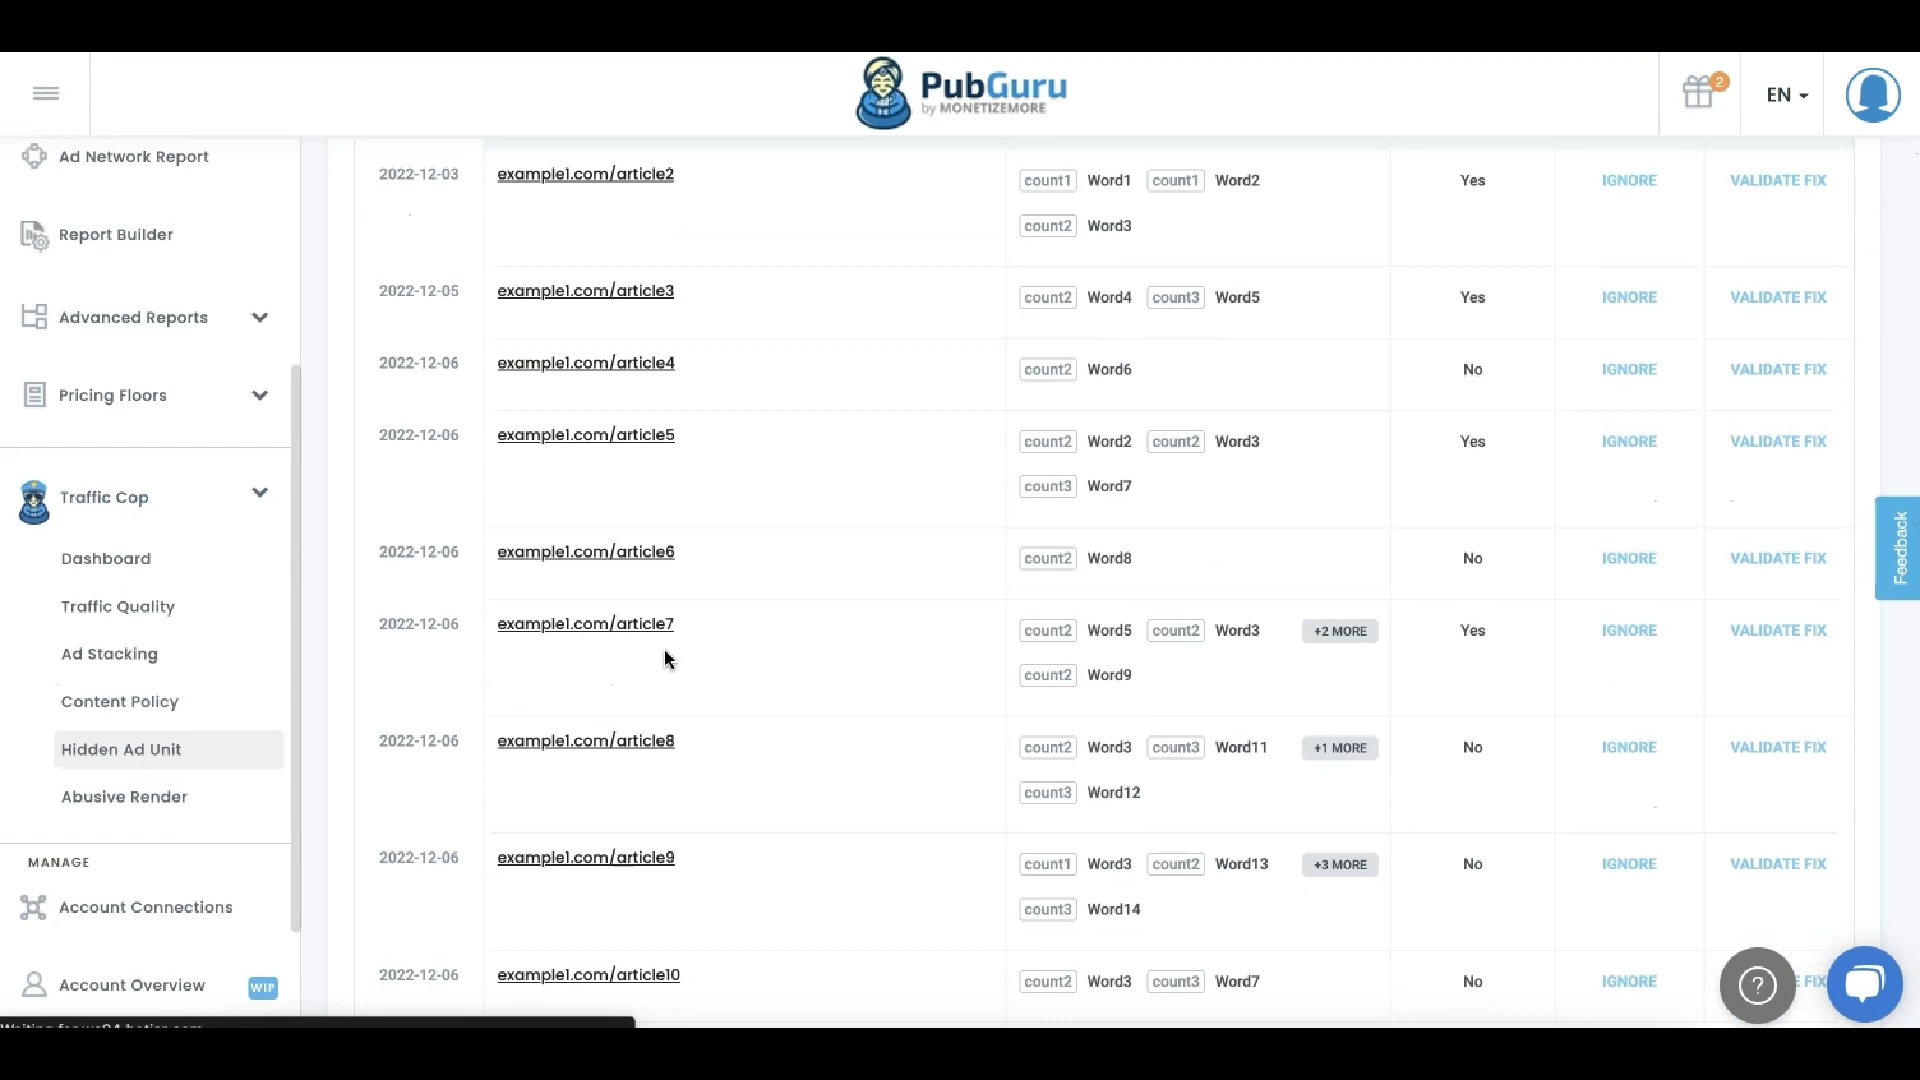 PubGuru
by MONETIZEMORE
2
EN
Ad Network Report
Report Builder
Advanced Reports
Pricing Floors
Traffic Cop
Dashboard
Traffic Quality
Ad Stacking
Content Policy
Hidden Ad Unit
Abusive Render
MANAGE
Account Connections
Account Overview WIP
2022-12-03 example1.com/article2 count1 Word1 count1 Word2 Yes IGNORE VALIDATE FIX
count2 Word3
2022-12-05 example1.com/article3 count2 Word4 count3 Word5 Yes IGNORE VALIDATE FIX
2022-12-06 example1.com/article4 count2 Word6 No IGNORE VALIDATE FIX
2022-12-06 example1.com/article5 count2 Word2 count2 Word3 Yes IGNORE VALIDATE FIX
count3 Word7
2022-12-06 example1.com/article6 count2 Word8 No IGNORE VALIDATE FIX
2022-12-06 example1.com/article7 count2 Word5 count2 Word3 +2 MORE Yes IGNORE VALIDATE FIX
count2 Word9
2022-12-06 example1.com/article8 count2 Word3 count3 Word11 +1 MORE No IGNORE VALIDATE FIX
count3 Word12
2022-12-06 example1.com/article9 count1 Word3 count2 Word13 +3 MORE No IGNORE VALIDATE FIX
count3 Word14
2022-12-06 example1.com/article10 count2 Word3 count3 Word7 No IGNORE FIX
?
Feedback